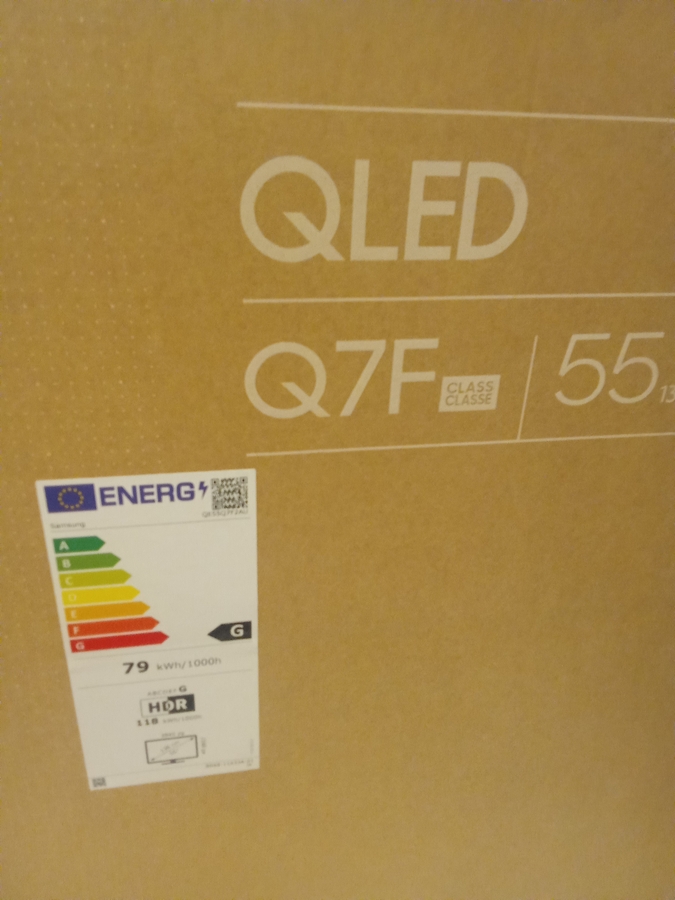 QLED
Q7F CLASS CLASSE 55
ENERG
Samsung
A
B
C
D
E
F
G
G
79 kWh/1000h
G
HDR
118 kWh/1000h